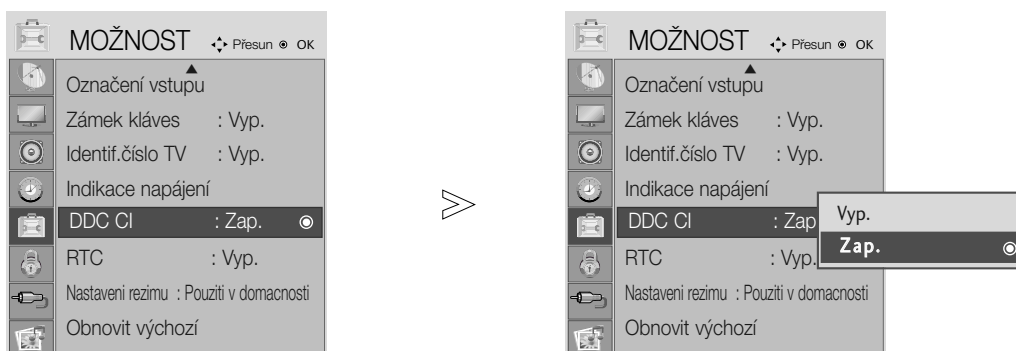 MOŽNOST Přesun OK
Označení vstupu
Zámek kláves : Vyp.
Identif.číslo TV : Vyp.
Indikace napájení
DDC CI : Zap.
RTC : Vyp.
Nastaveni rezimu : Pouziti v domacnosti
Obnovit výchozí
MOŽNOST Přesun OK
Označení vstupu
Zámek kláves : Vyp.
Identif.číslo TV : Vyp.
Indikace napájení
DDC CI : Zap
RTC : Vyp.
Nastaveni rezimu : Pouziti v domacnosti
Obnovit výchozí
Vyp.
Zap.